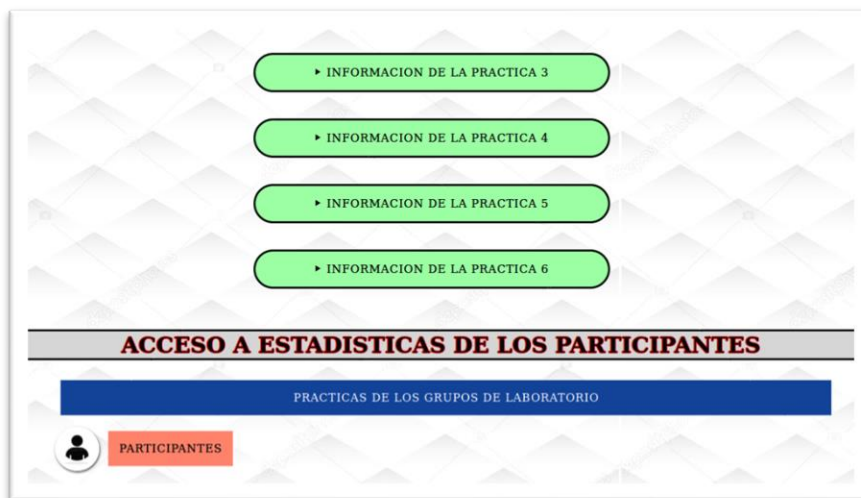 INFORMACION DE LA PRACTICA 3
INFORMACION DE LA PRACTICA 4
INFORMACION DE LA PRACTICA 5
INFORMACION DE LA PRACTICA 6
ACCESO A ESTADISTICAS DE LOS PARTICIPANTES
PRACTICAS DE LOS GRUPOS DE LABORATORIO
PARTICIPANTES